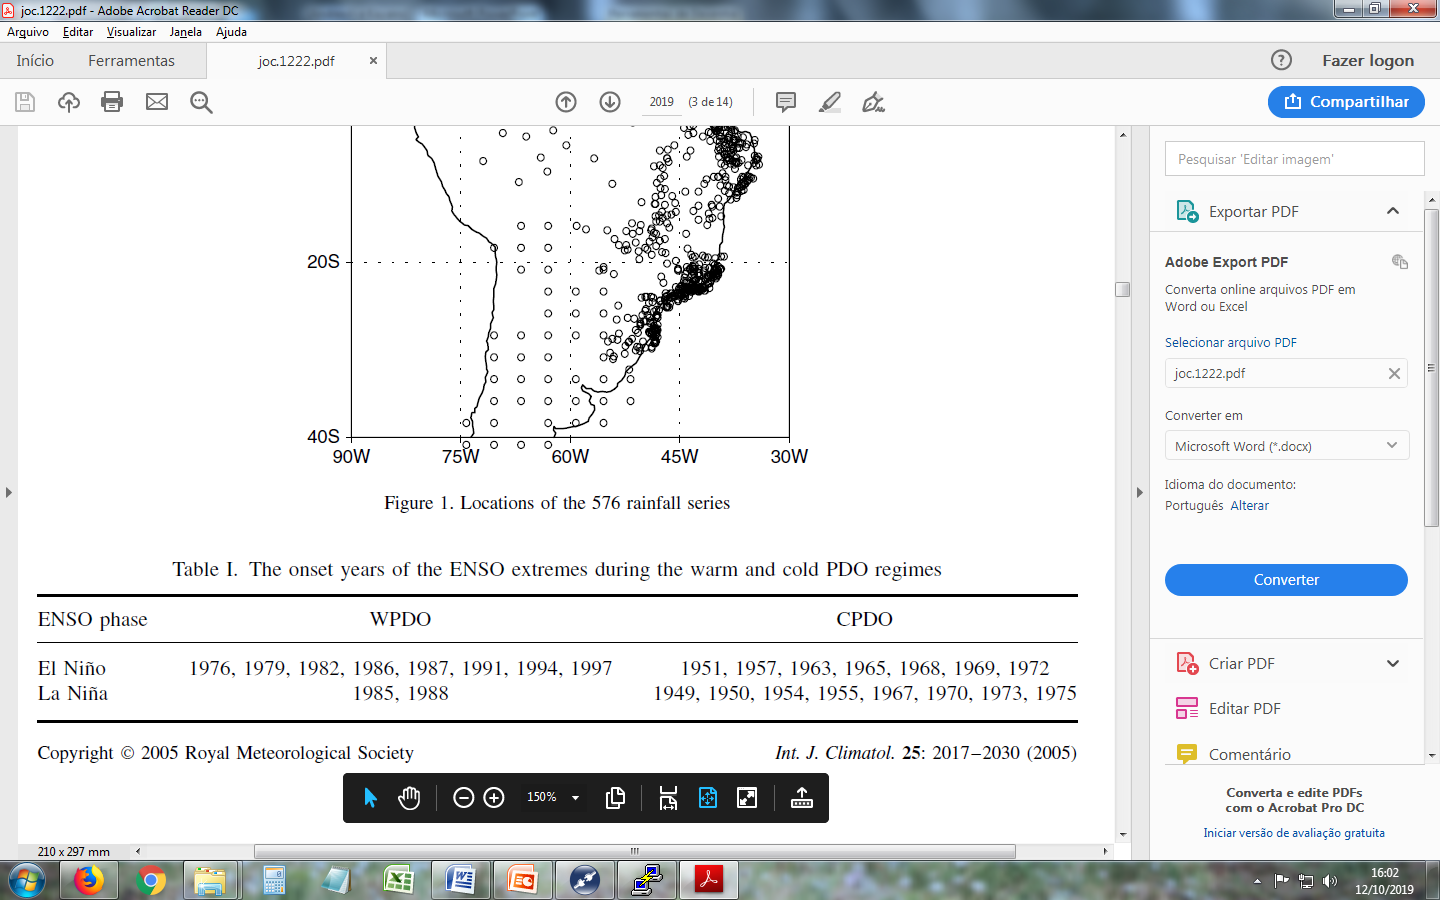 joc.1222.pdf - Adobe Acrobat Reader DC
Arquivo Editar Visualizar Janela Ajuda
Início Ferramentas joc.1222.pdf × ? Fazer logon
2019 (3 de 14) Compartilhar
20S
40S
90W 75W 60W 45W 30W
Figure 1. Locations of the 576 rainfall series
Table I. The onset years of the ENSO extremes during the warm and cold PDO regimes
ENSO phase WPDO CPDO
El Niño 1976, 1979, 1982, 1986, 1987, 1991, 1994, 1997 1951, 1957, 1963, 1965, 1968, 1969, 1972
La Niña 1985, 1988 1949, 1950, 1954, 1955, 1967, 1970, 1973, 1975
Copyright © 2005 Royal Meteorological Society Int. J. Climatol. 25: 2017–2030 (2005)
150%
210 x 297 mm
Pesquisar 'Editar imagem'
Exportar PDF
Adobe Export PDF
Converta online arquivos PDF em
Word ou Excel
Selecionar arquivo PDF
joc.1222.pdf
Converter em
Microsoft Word (*.docx)
Idioma do documento:
Português Alterar
Converter
Criar PDF
Editar PDF
Comentário
Converta e edite PDFs
com o Acrobat Pro DC
Iniciar versão de avaliação gratuita
16:02
12/10/2019